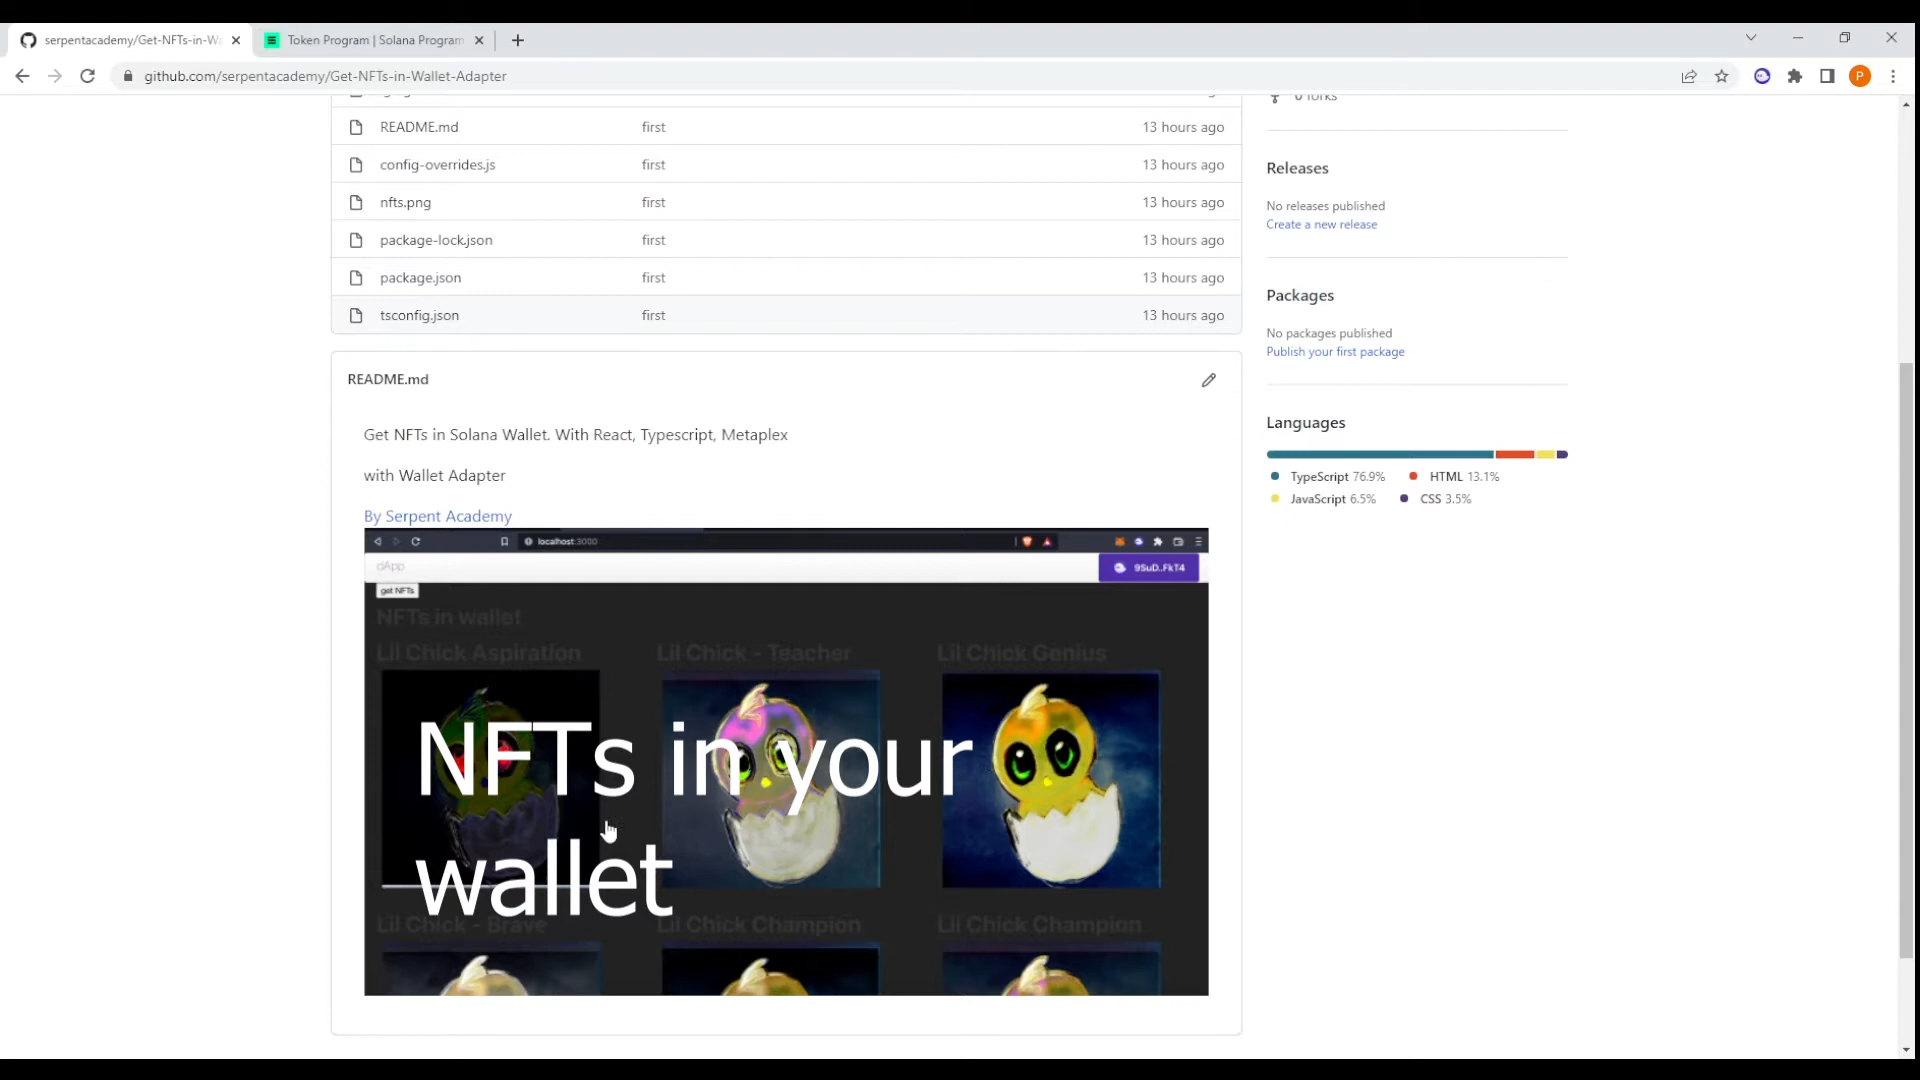 serpentacademy/Get-NFTs-in-Wa
Token Program | Solana Program
github.com/serpentacademy/Get-NFTs-in-Wallet-Adapter
0 forks
README.md first 13 hours ago
config-overrides.js first 13 hours ago
nfts.png first 13 hours ago
package-lock.json first 13 hours ago
package.json first 13 hours ago
tsconfig.json first 13 hours ago
Releases
No releases published
Create a new release
Packages
No packages published
Publish your first package
Languages
TypeScript 76.9% HTML 13.1%
JavaScript 6.5% CSS 3.5%
README.md
Get NFTs in Solana Wallet. With React, Typescript, Metaplex
with Wallet Adapter
By Serpent Academy
localhost:3000
dApp
9SuD..FkT4
get NFTs
NFTs in wallet
Lil Chick Aspiration Lil Chick - Teacher Lil Chick Genius
NFTs in your
wallet
Lil Chick - Brave Lil Chick Champion Lil Chick Champion
P